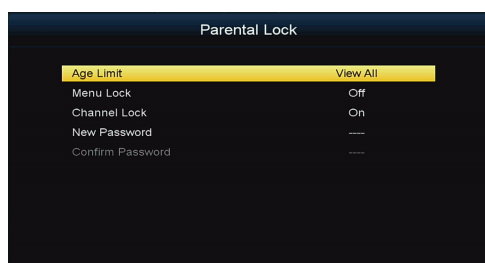 Parental Lock
Age Limit View All
Menu Lock Off
Channel Lock On
New Password ----
Confirm Password ----